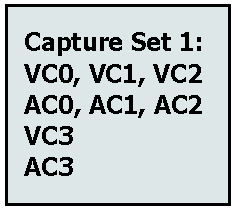 Capture Set 1:
VC0, VC1, VC2
AC0, AC1, AC2
VC3
AC3